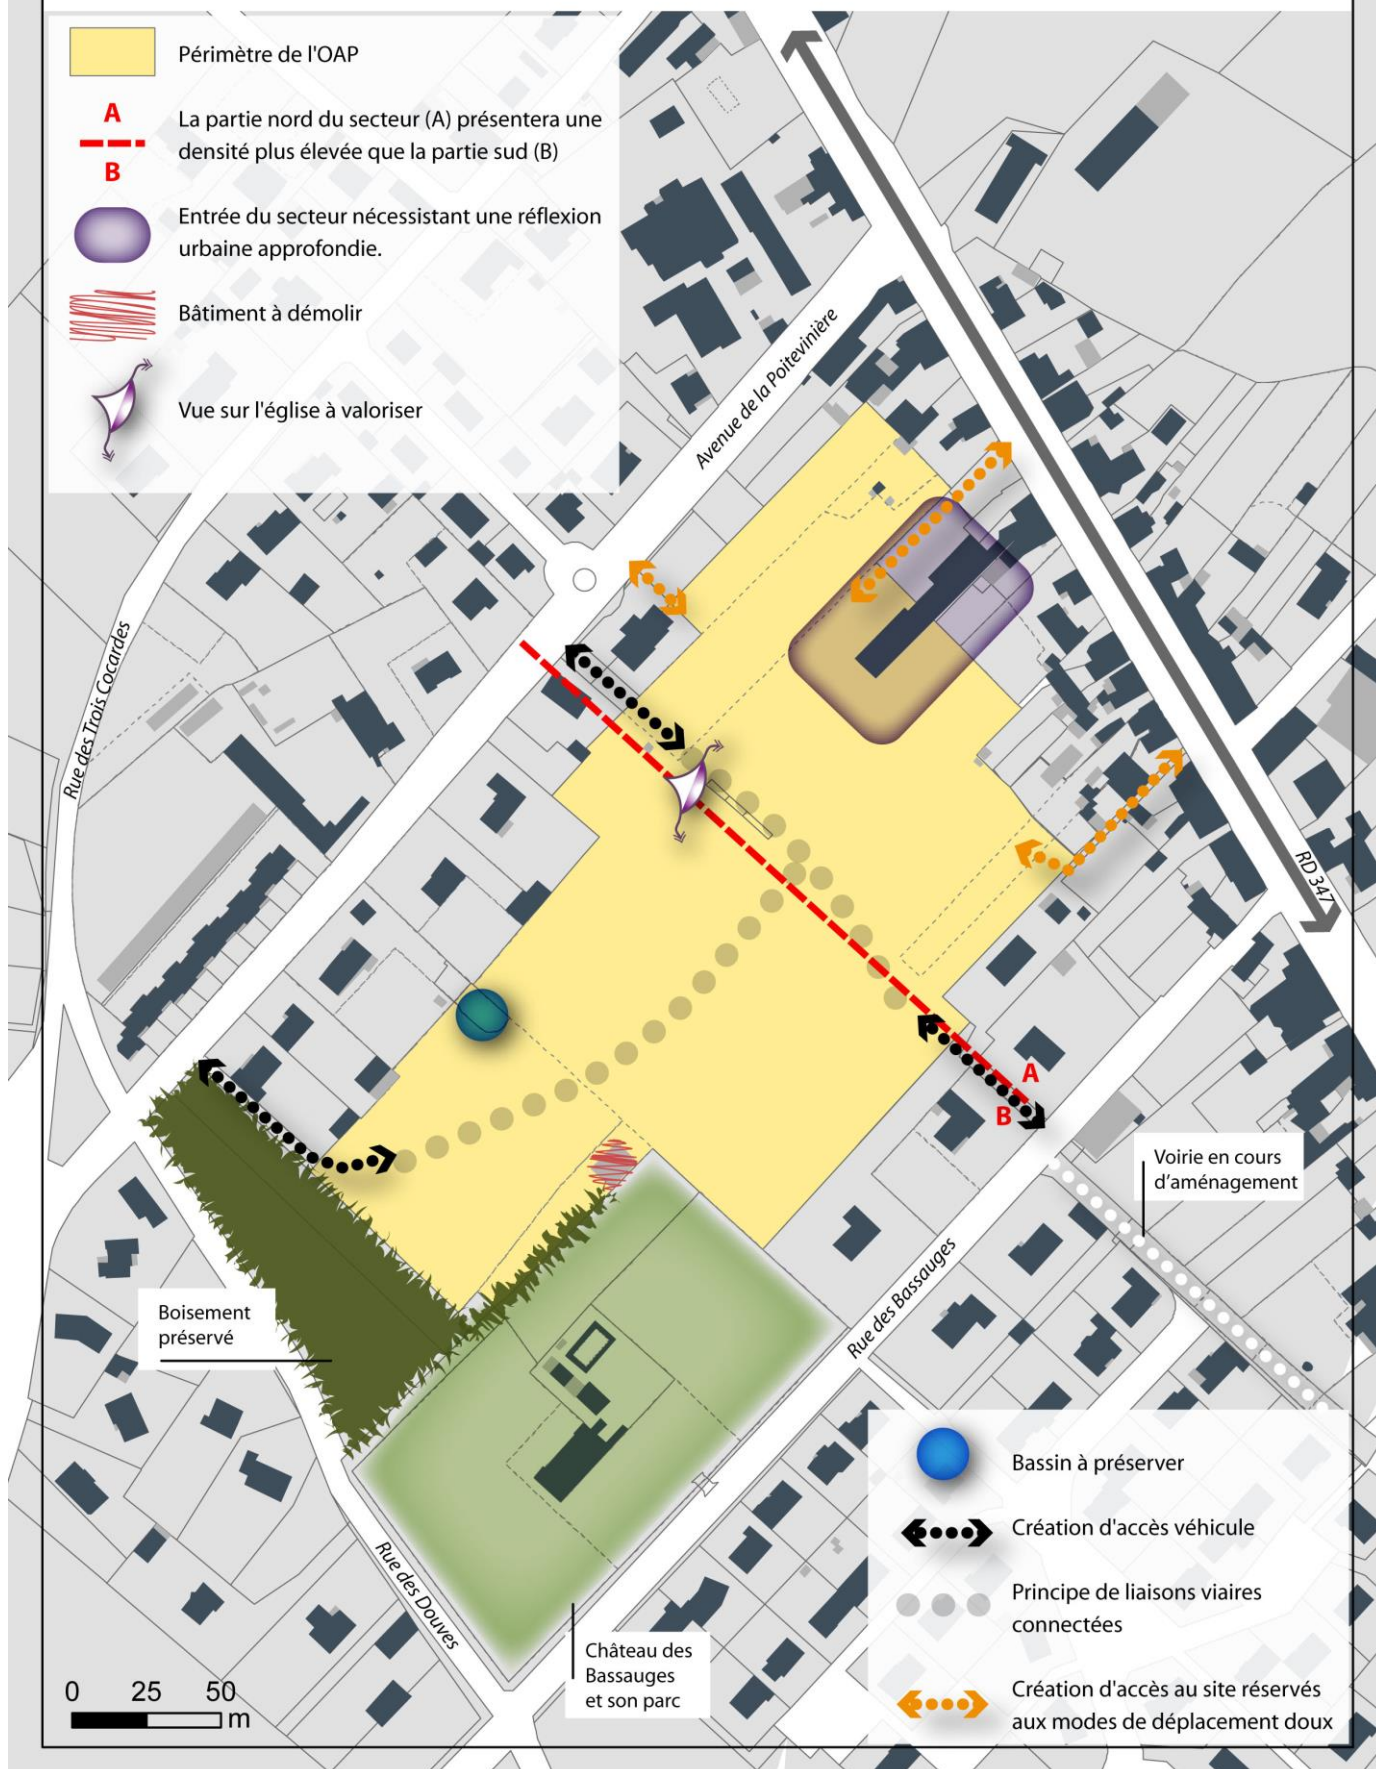 Périmètre de l'OAP
A
La partie nord du secteur (A) présentera une
densité plus élevée que la partie sud (B)
B
Entrée du secteur nécessistant une réflexion
urbaine approfondie.
Bâtiment à démolir
Vue sur l'église à valoriser
Avenue de la Poitevinière
Rue des Trois Cocardes
RD 347
A
B
Voirie en cours
d'aménagement
Rue des Bassauges
Boisement
préservé
Rue des Douves
Château des
Bassauges
et son parc
Bassin à préserver
Création d'accès véhicule
Principe de liaisons viaires
connectées
Création d'accès au site réservés
aux modes de déplacement doux
0 25 50
m